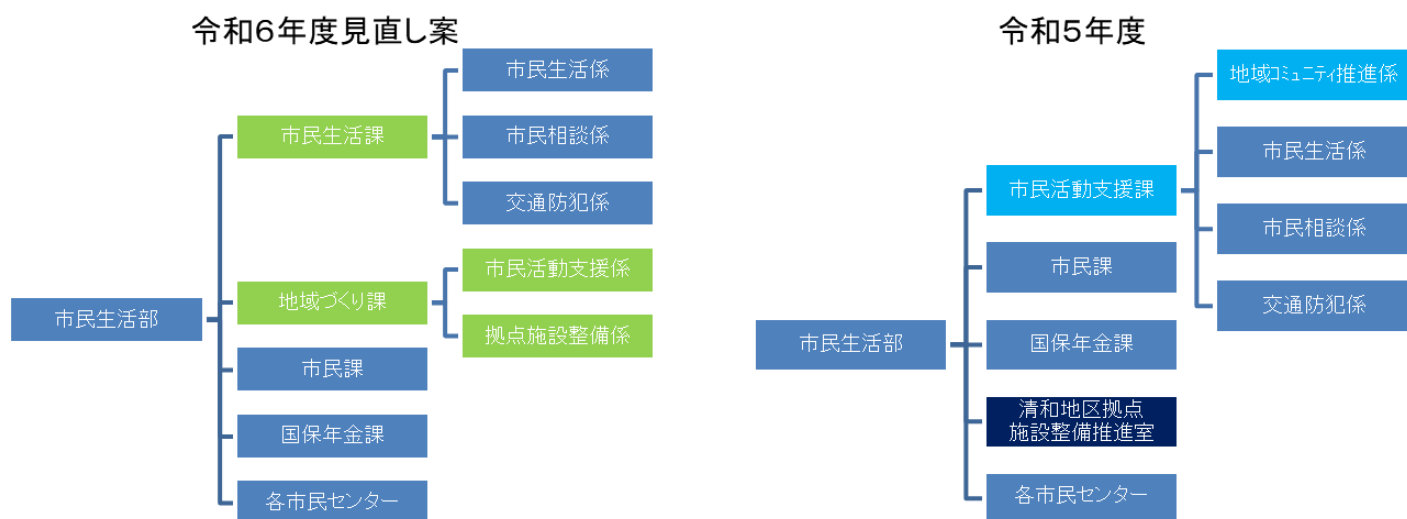 令和6年度見直し案
市民生活部
市民生活課
市民生活係
市民相談係
交通防犯係
地域づくり課
市民活動支援係
拠点施設整備係
市民課
国保年金課
各市民センター
令和5年度
市民生活部
市民活動支援課
地域ｺﾐｭﾆﾃｨ推進係
市民生活係
市民相談係
交通防犯係
市民課
国保年金課
清和地区拠点
施設整備推進室
各市民センター